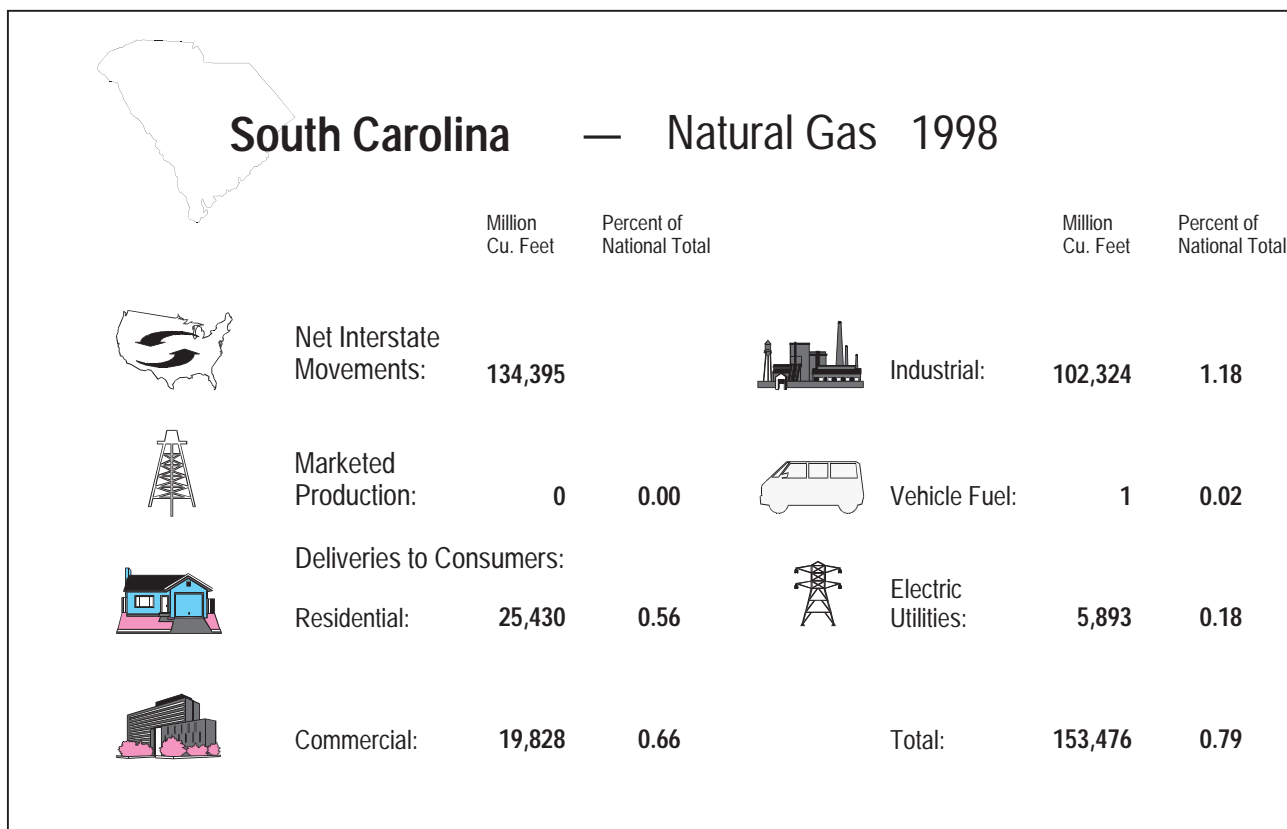 South Carolina — Natural Gas 1998
Million
Cu. Feet
Percent of
National Total
Million
Cu. Feet
Percent of
National Total
Net Interstate
Movements: 134,395
Industrial: 102,324 1.18
Marketed
Production: 0 0.00
Vehicle Fuel: 1 0.02
Deliveries to Consumers:
Residential: 25,430 0.56
Electric
Utilities: 5,893 0.18
Commercial: 19,828 0.66
Total: 153,476 0.79